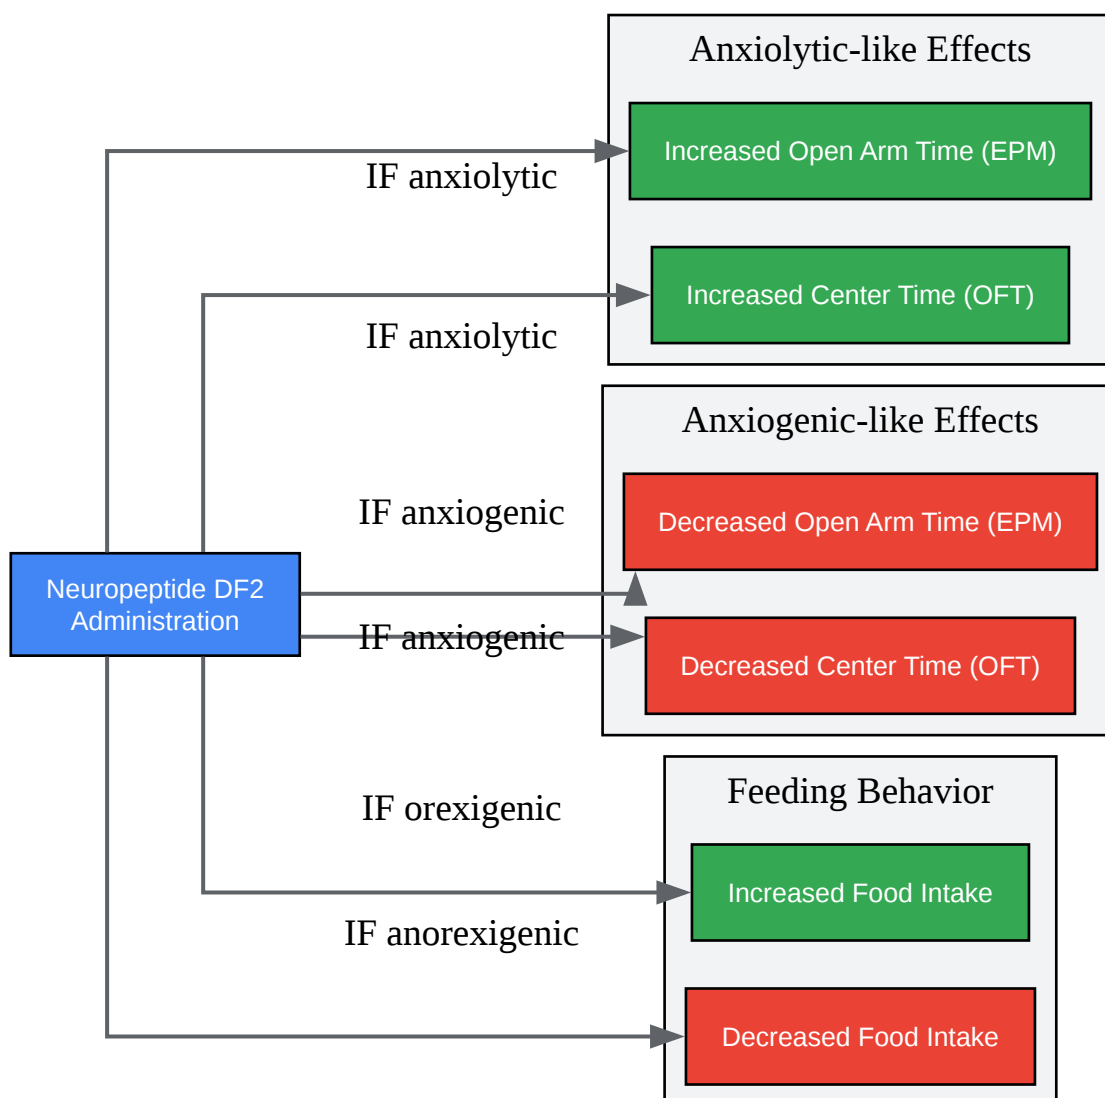 Anxiolytic-like Effects
Increased Open Arm Time (EPM)
IF anxiolytic
Increased Center Time (OFT)
IF anxiolytic
Anxiogenic-like Effects
IF anxiogenic
Decreased Open Arm Time (EPM)
Neuropeptide DF2
Administration
IF anxiogenic
Decreased Center Time (OFT)
Feeding Behavior
IF orexigenic
Increased Food Intake
IF anorexigenic
Decreased Food Intake